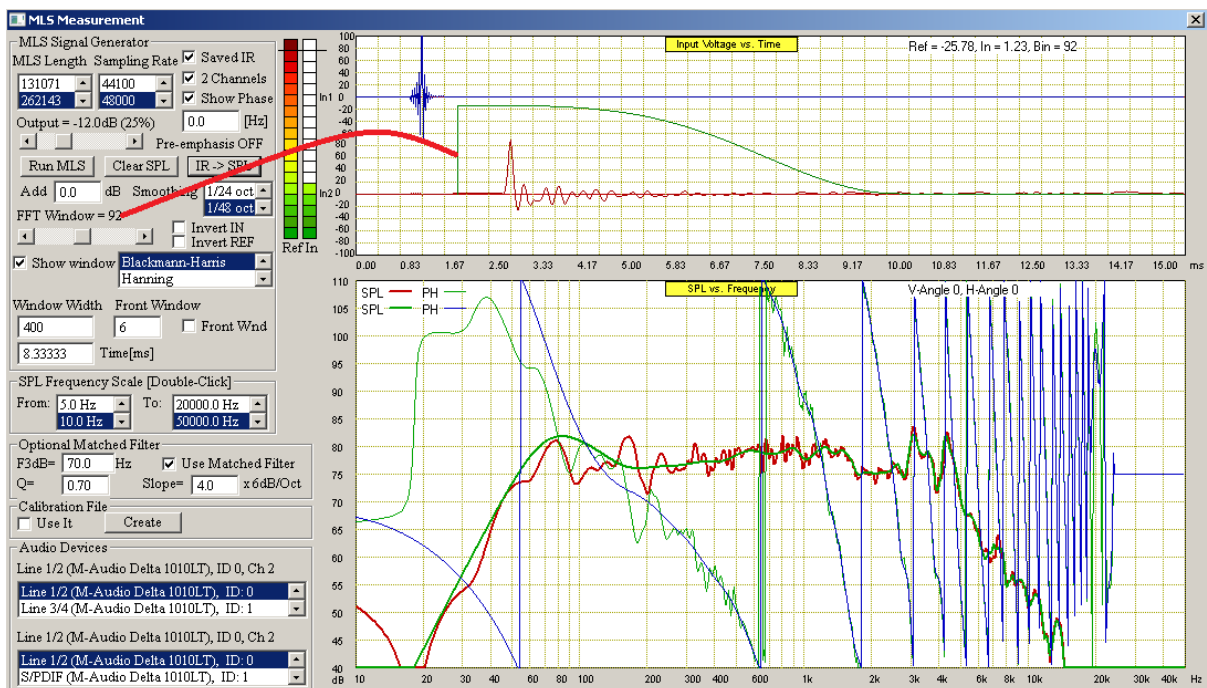 MLS Measurement
MLS Signal Generator
MLS Length Sampling Rate Saved IR
131071 44100 2 Channels
262143 48000 Show Phase
Output = -12.0dB (25%) 0.0 [Hz]
Pre-emphasis OFF
Run MLS Clear SPL IR -> SPL
Add 0.0 dB Smoothing 1/24 oct
1/48 oct
FFT Window = 92
Invert IN
Invert REF
Show window Blackmann-Harris
Hanning
Window Width Front Window
400 6 Front Wnd
8.33333 Time[ms]
SPL Frequency Scale [Double-Click]
From: 5.0 Hz To: 20000.0 Hz
10.0 Hz 50000.0 Hz
Optional Matched Filter
F3dB= 70.0 Hz Use Matched Filter
Q= 0.70 Slope= 4.0 x 6dB/Oct
Calibration File
Use It Create
Audio Devices
Line 1/2 (M-Audio Delta 1010LT), ID 0, Ch 2
Line 1/2 (M-Audio Delta 1010LT), ID: 0
Line 3/4 (M-Audio Delta 1010LT), ID: 1
Line 1/2 (M-Audio Delta 1010LT), ID 0, Ch 2
Line 1/2 (M-Audio Delta 1010LT), ID: 0
S/PDIF (M-Audio Delta 1010LT), ID: 1
Ref In
In1
In2
Input Voltage vs. Time
Ref = -25.78, In = 1.23, Bin = 92
100
80
60
40
20
0
-20
-40
80
60
40
20
0
-20
-40
-60
-80
-100
0.00 0.83 1.67 2.50 3.33 4.17 5.00 5.83 6.67 7.50 8.33 9.17 10.00 10.83 11.67 12.50 13.33 14.17 15.00 ms
SPL vs. Frequency
V-Angle 0, H-Angle 0
SPL PH
SPL PH
110
105
100
95
90
85
80
75
70
65
60
55
50
45
40
dB 10 20 30 40 50 60 80 100 200 300 400 600 1k 2k 3k 4k 6k 8k 10k 20k 30k 40k Hz